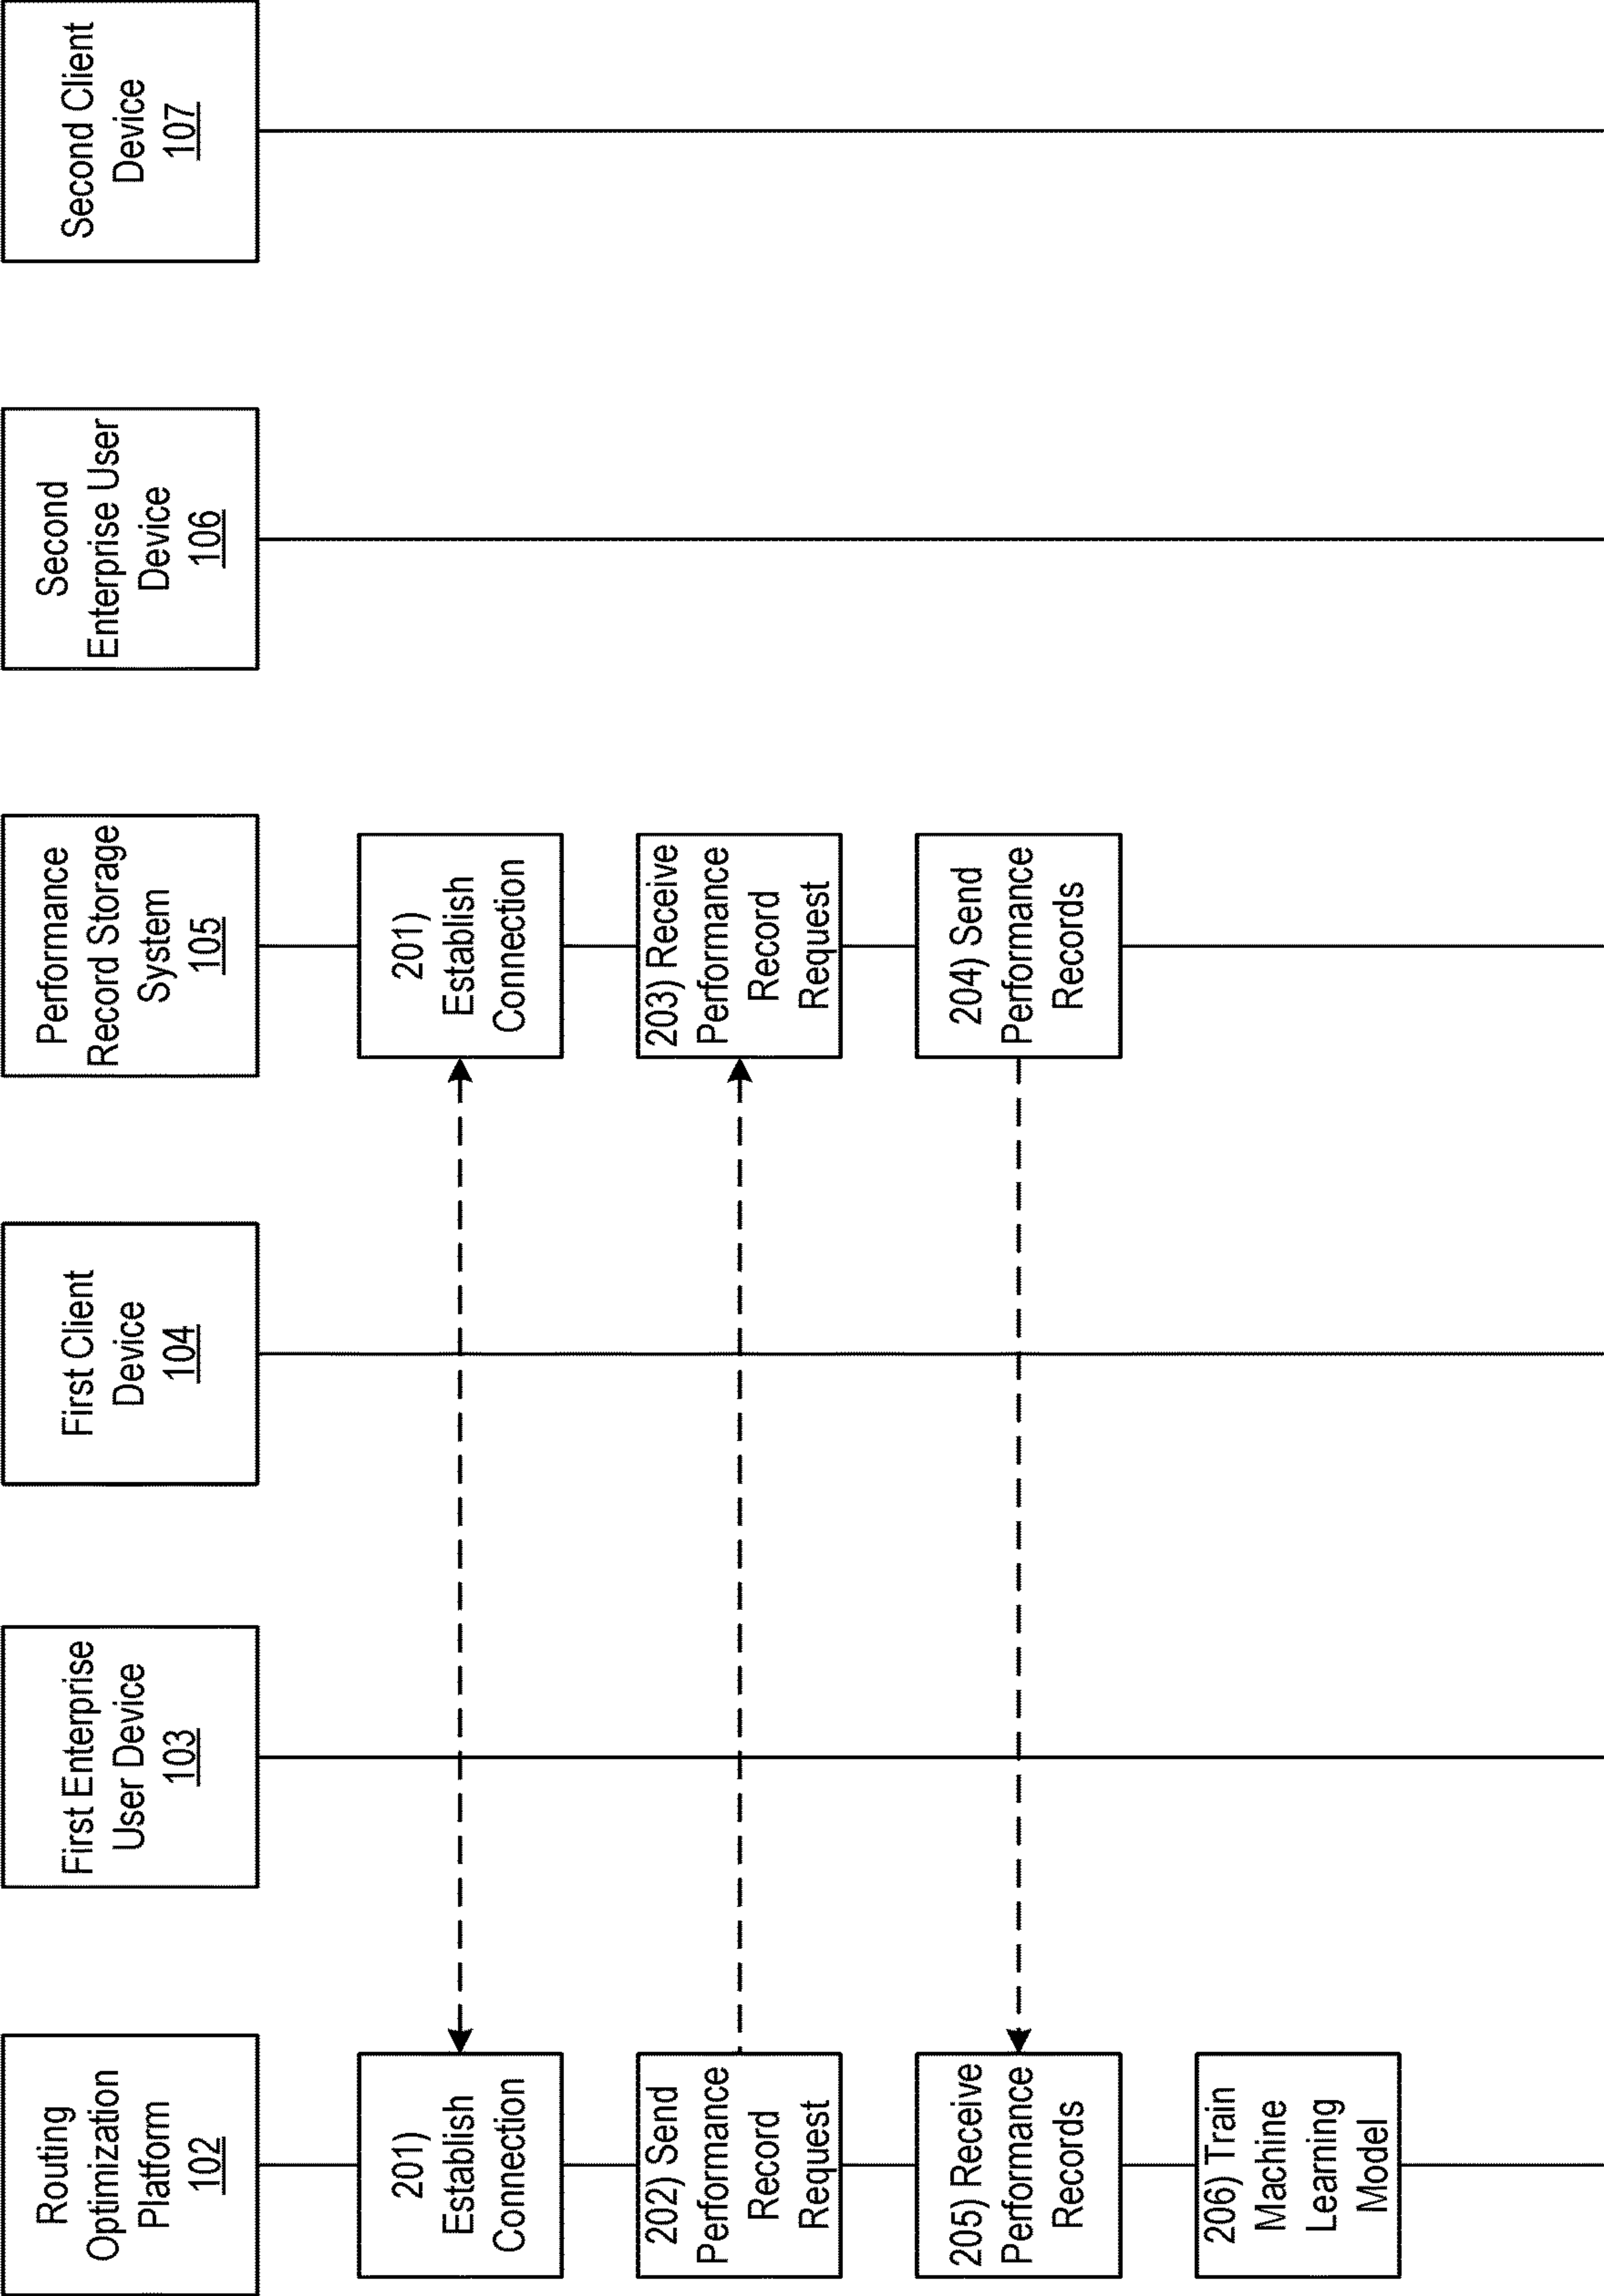 Routing
Optimization
Platform
102
First Enterprise
User Device
103
First Client
Device
104
Performance
Record Storage
System
105
Second
Enterprise User
Device
106
Second Client
Device
107
201)
Establish
Connection
201)
Establish
Connection
202) Send
Performance
Record
Request
203) Receive
Performance
Record
Request
205) Receive
Performance
Records
204) Send
Performance
Records
206) Train
Machine
Learning
Model